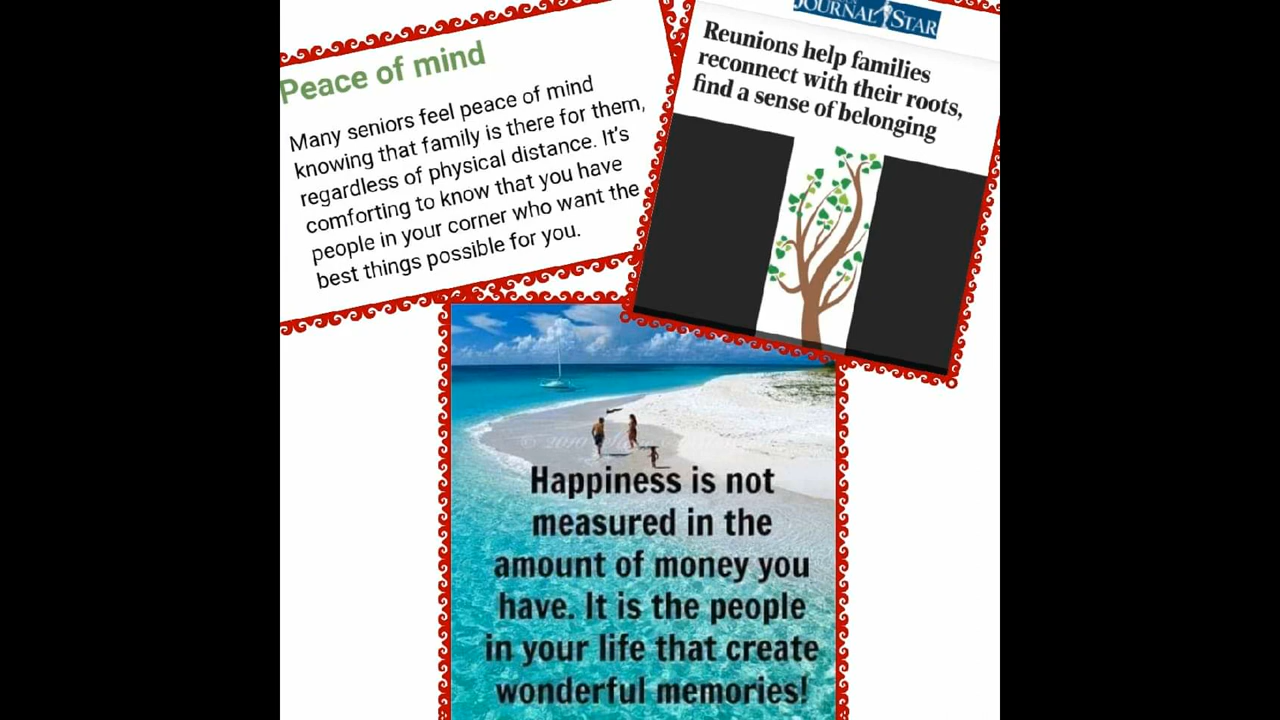 Peace of mind
Many seniors feel peace of mind
knowing that family is there for them,
regardless of physical distance. It's
comforting to know that you have
people in your corner who want the
best things possible for you.
JOURNAL STAR
Reunions help families
reconnect with their roots,
find a sense of belonging
Happiness is not
measured in the
amount of money you
have. It is the people
in your life that create
wonderful memories!